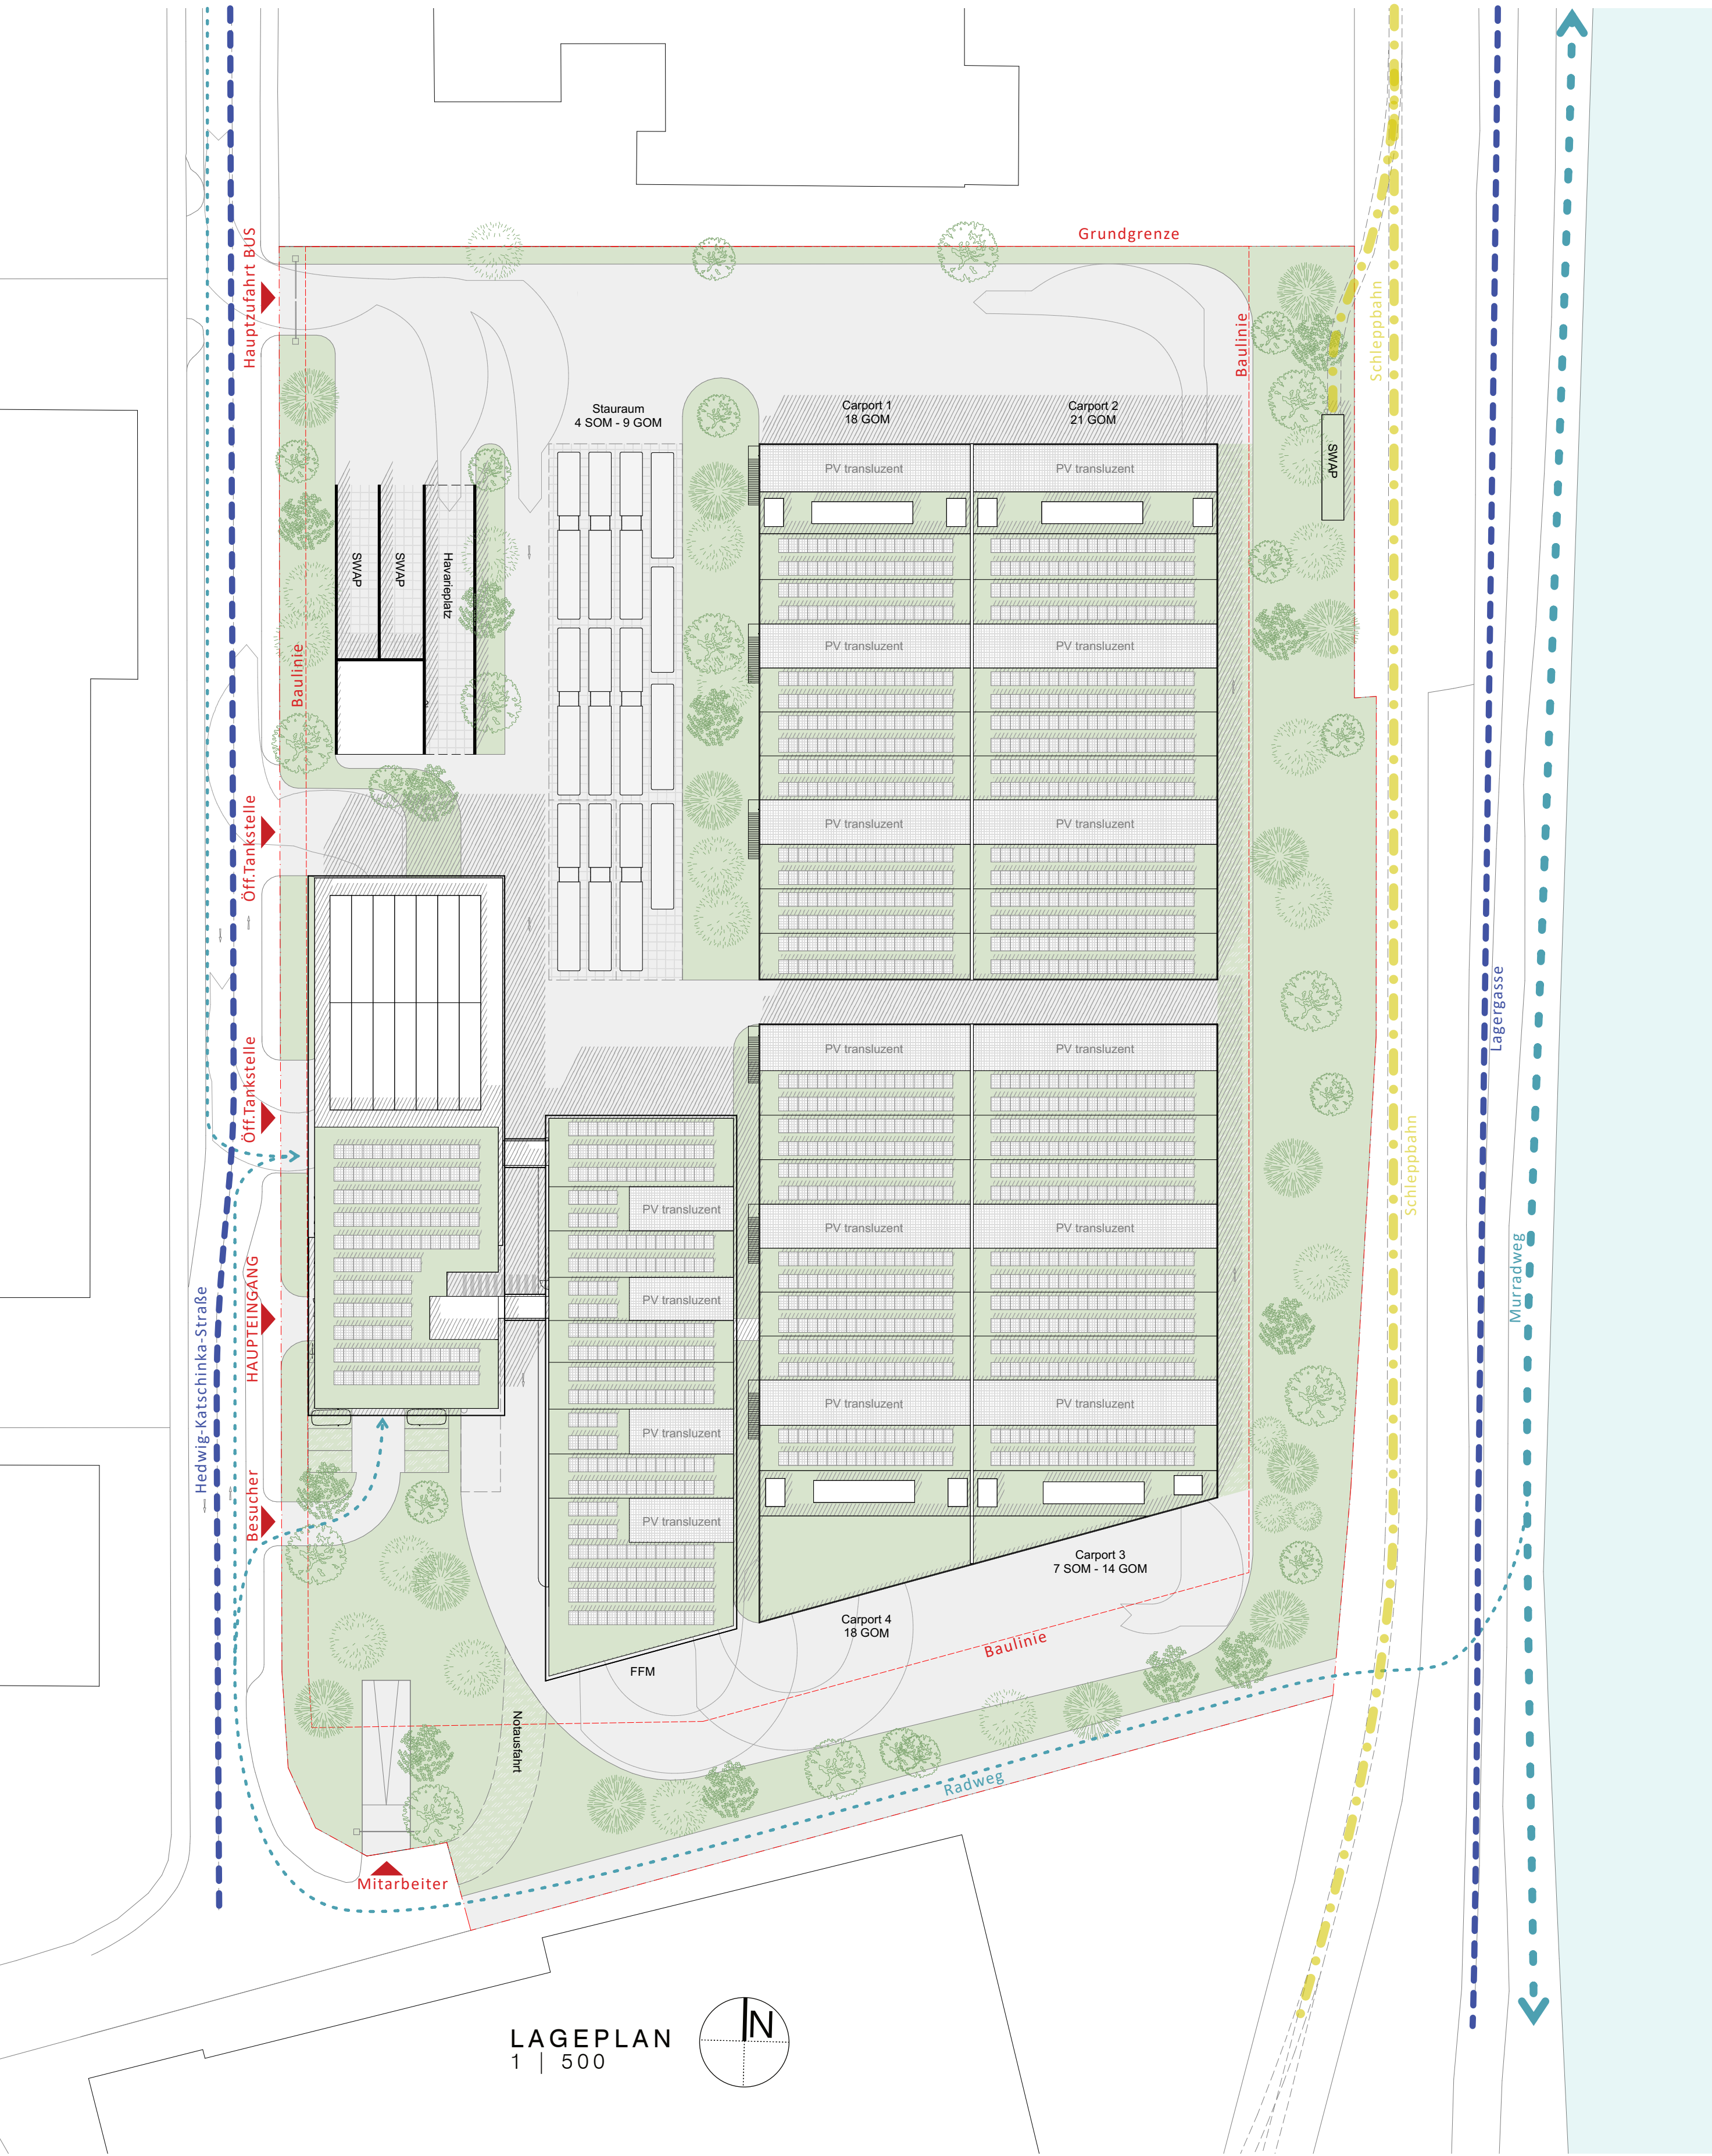 Grundgrenze
Hauptzufahrt BUS
Schleppbahn
Baulinie
Stauraum
4 SOM - 9 GOM
Carport 1
18 GOM
Carport 2
21 GOM
PV transluzent
PV transluzent
SWAP
SWAP
SWAP
Havarieplatz
Baulinie
PV transluzent
PV transluzent
Öff.Tankstelle
PV transluzent
PV transluzent
Lagergasse
Öff.Tankstelle
PV transluzent
PV transluzent
Schleppbahn
PV transluzent
PV transluzent
PV transluzent
Murradweg
HAUPTEINGANG
Hedwig-Katschinka-Straße
PV transluzent
PV transluzent
PV transluzent
PV transluzent
Besucher
PV transluzent
Carport 3
7 SOM - 14 GOM
Carport 4
18 GOM
Baulinie
FFM
Notausfahrt
Radweg
Mitarbeiter
LAGEPLAN
1 | 500
N